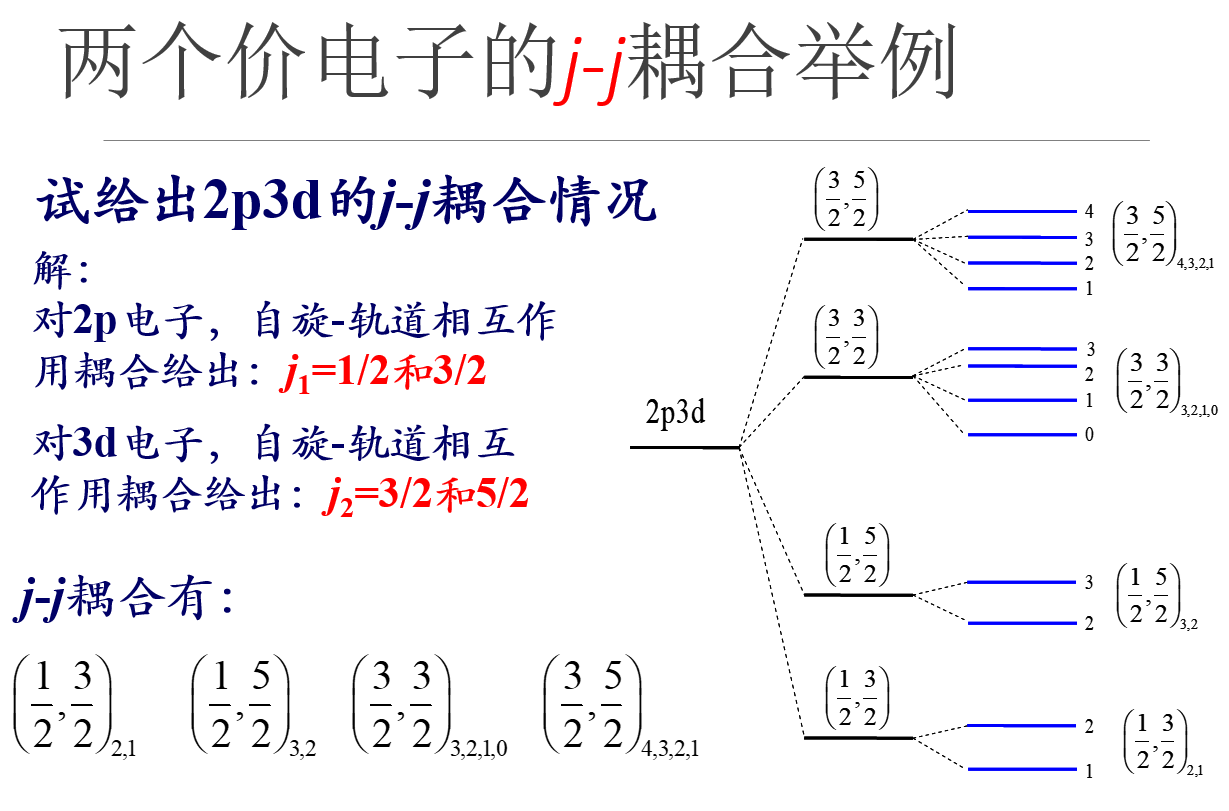 两个价电子的j-j耦合举例
试给出2p3d的j-j耦合情况
解：
对2p电子，自旋-轨道相互作
用耦合给出：j₁=1/2和3/2
对3d电子，自旋-轨道相互
作用耦合给出：j₂=3/2和5/2
j-j耦合有：
(1/2,3/2)2,1 (1/2,5/2)3,2 (3/2,3/2)3,2,1,0 (3/2,5/2)4,3,2,1
2p3d
(3/2,5/2)
4
3
2
1
(3/2,5/2)4,3,2,1
(3/2,3/2)
3
2
1
0
(3/2,3/2)3,2,1,0
(1/2,5/2)
3
2
(1/2,5/2)3,2
(1/2,3/2)
2
1
(1/2,3/2)2,1